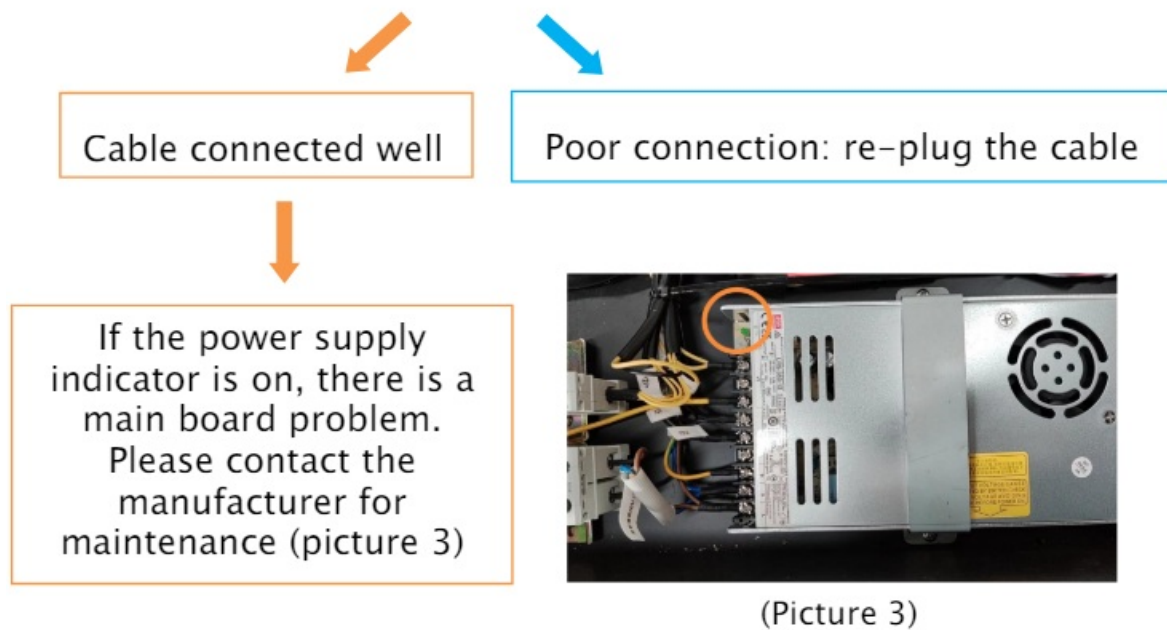 Cable connected well
Poor connection: re-plug the cable
If the power supply
indicator is on, there is a
main board problem.
Please contact the
manufacturer for
maintenance (picture 3)
(Picture 3)